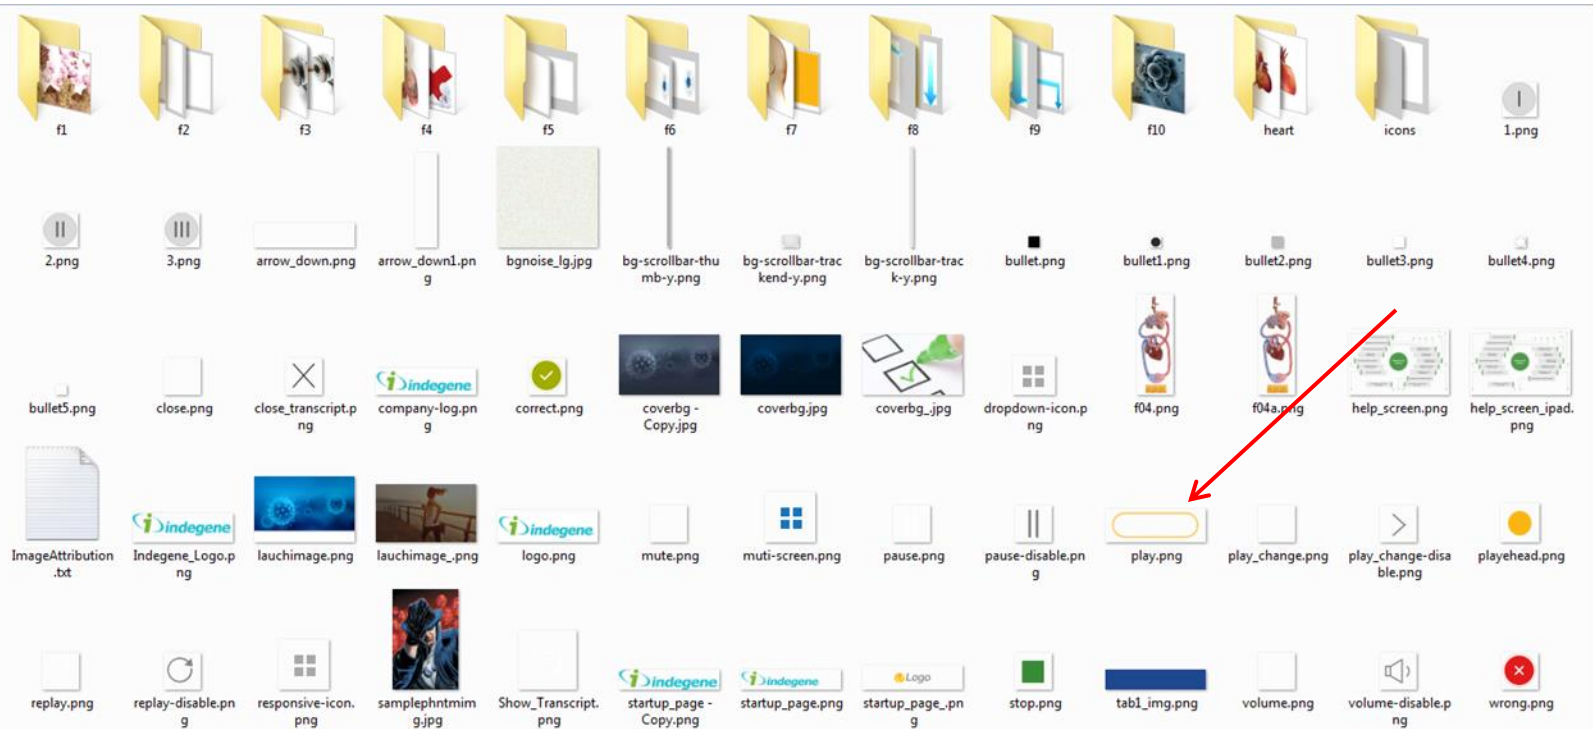 f1 f2 f3 f4 f5 f6 f7 f8 f9 f10 heart icons 1.png
2.png 3.png arrow_down.png arrow_down1.pn bgnoise_lg.jpg bg-scrollbar-thu bg-scrollbar-trac bg-scrollbar-trac bullet.png bullet1.png bullet2.png bullet3.png bullet4.png
g mb-y.png kend-y.png k-y.png
indegene
bullet5.png close.png close_transcript.p company-log.pn correct.png coverbg - coverbg.jpg coverbg_.jpg dropdown-icon.p f04.png f04a.png help_screen.png help_screen_ipad.
ng g Copy.jpg ng png
indegene indegene
ImageAttribution Indegene_Logo.p lauchimage.png lauchimage_.png logo.png mute.png muti-screen.png pause.png pause-disable.pn play.png play_change.png play_change-disa playehead.png
.txt ng g ble.png
indegene indegene Logo
replay.png replay-disable.pn responsive-icon. samplephntmim Show_Transcript. startup_page - startup_page.png startup_page_.pn stop.png tab1_img.png volume.png volume-disable.p wrong.png
g png g.jpg png Copy.png g ng